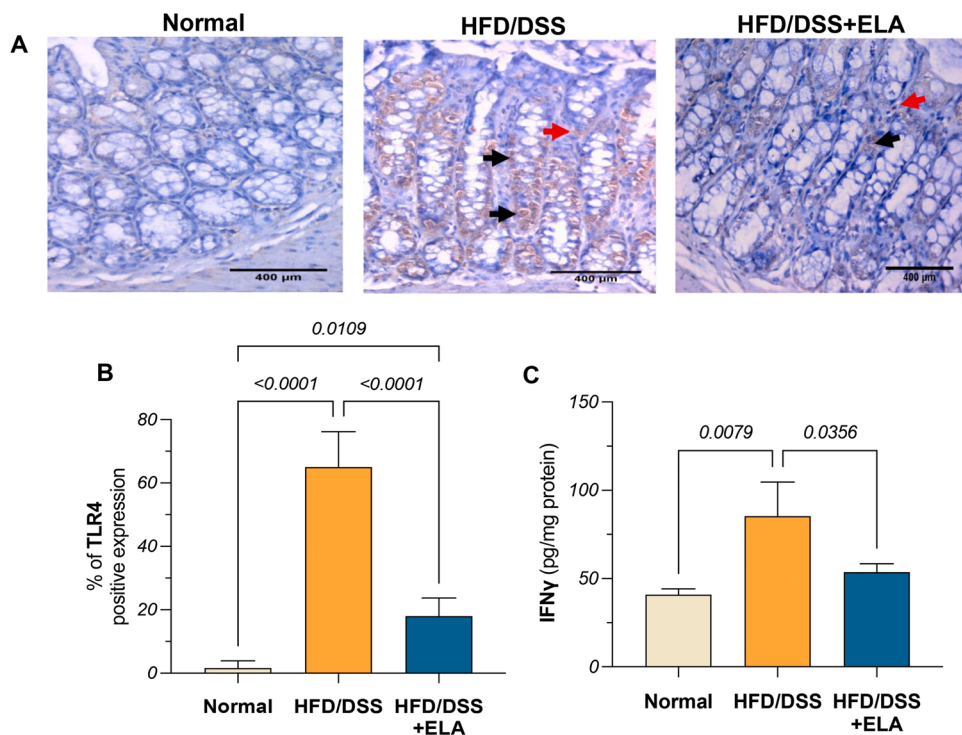 A
Normal
HFD/DSS
HFD/DSS+ELA
400 µm
400 µm
400 µm
B
0.0109
<0.0001
<0.0001
% of TLR4
positive expression
80
60
40
20
0
Normal
HFD/DSS
HFD/DSS
+ELA
C
0.0079
0.0356
IFNγ (pg/mg protein)
150
100
50
0
Normal
HFD/DSS
HFD/DSS
+ELA